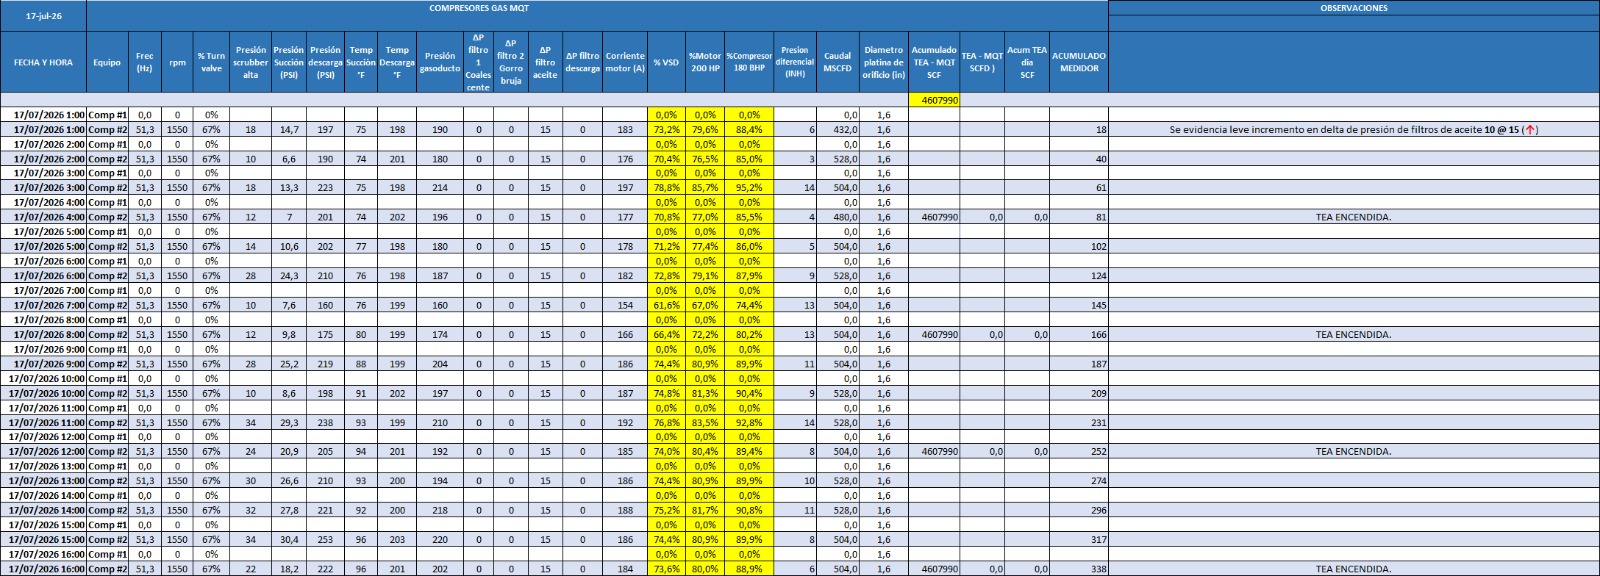 17-jul-26 COMPRESORES GAS MQT OBSERVACIONES
FECHA Y HORA Equipo Frec (Hz) rpm % Turn valve Presión scrubber alta Presión Succión (PSI) Presión descarga (PSI) Temp Succión °F Temp Descarga °F Presión gasoducto ΔP filtro 1 Coales cente ΔP filtro 2 Gorro bruja ΔP filtro aceite ΔP filtro descarga Corriente motor (A) % VSD %Motor 200 HP %Compresor 180 BHP Presion diferencial (INH) Caudal MSCFD Diametro platina de orificio (in) Acumulado TEA - MQT SCF TEA - MQT SCFD ) Acum TEA dia SCF ACUMULADO MEDIDOR
4607990
17/07/2026 1:00 Comp #1 0,0 0 0% 0,0% 0,0% 0,0% 0,0 1,6
17/07/2026 1:00 Comp #2 51,3 1550 67% 18 14,7 197 75 198 190 0 0 15 0 183 73,2% 79,6% 88,4% 6 432,0 1,6 18 Se evidencia leve incremento en delta de presión de filtros de aceite 10 @ 15 (↑)
17/07/2026 2:00 Comp #1 0,0 0 0% 0,0% 0,0% 0,0% 0,0 1,6
17/07/2026 2:00 Comp #2 51,3 1550 67% 10 6,6 190 74 201 180 0 0 15 0 176 70,4% 76,5% 85,0% 3 528,0 1,6 40
17/07/2026 3:00 Comp #1 0,0 0 0% 0,0% 0,0% 0,0% 0,0 1,6
17/07/2026 3:00 Comp #2 51,3 1550 67% 18 13,3 223 75 198 214 0 0 15 0 197 78,8% 85,7% 95,2% 14 504,0 1,6 61
17/07/2026 4:00 Comp #1 0,0 0 0% 0,0% 0,0% 0,0% 0,0 1,6
17/07/2026 4:00 Comp #2 51,3 1550 67% 12 7 201 74 202 196 0 0 15 0 177 70,8% 77,0% 85,5% 4 480,0 1,6 4607990 0,0 0,0 81 TEA ENCENDIDA.
17/07/2026 5:00 Comp #1 0,0 0 0% 0,0% 0,0% 0,0% 0,0 1,6
17/07/2026 5:00 Comp #2 51,3 1550 67% 14 10,6 202 77 198 180 0 0 15 0 178 71,2% 77,4% 86,0% 5 504,0 1,6 102
17/07/2026 6:00 Comp #1 0,0 0 0% 0,0% 0,0% 0,0% 0,0 1,6
17/07/2026 6:00 Comp #2 51,3 1550 67% 28 24,3 210 76 198 187 0 0 15 0 182 72,8% 79,1% 87,9% 9 528,0 1,6 124
17/07/2026 7:00 Comp #1 0,0 0 0% 0,0% 0,0% 0,0% 0,0 1,6
17/07/2026 7:00 Comp #2 51,3 1550 67% 10 7,6 160 76 199 160 0 0 15 0 154 61,6% 67,0% 74,4% 13 504,0 1,6 145
17/07/2026 8:00 Comp #1 0,0 0 0% 0,0% 0,0% 0,0% 0,0 1,6
17/07/2026 8:00 Comp #2 51,3 1550 67% 12 9,8 175 80 199 174 0 0 15 0 166 66,4% 72,2% 80,2% 13 504,0 1,6 4607990 0,0 0,0 166 TEA ENCENDIDA.
17/07/2026 9:00 Comp #1 0,0 0 0% 0,0% 0,0% 0,0% 0,0 1,6
17/07/2026 9:00 Comp #2 51,3 1550 67% 28 25,2 219 88 199 204 0 0 15 0 186 74,4% 80,9% 89,9% 11 504,0 1,6 187
17/07/2026 10:00 Comp #1 0,0 0 0% 0,0% 0,0% 0,0% 0,0 1,6
17/07/2026 10:00 Comp #2 51,3 1550 67% 10 8,6 198 91 202 197 0 0 15 0 187 74,8% 81,3% 90,4% 9 528,0 1,6 209
17/07/2026 11:00 Comp #1 0,0 0 0% 0,0% 0,0% 0,0% 0,0 1,6
17/07/2026 11:00 Comp #2 51,3 1550 67% 34 29,3 238 93 199 210 0 0 15 0 192 76,8% 83,5% 92,8% 14 528,0 1,6 231
17/07/2026 12:00 Comp #1 0,0 0 0% 0,0% 0,0% 0,0% 0,0 1,6
17/07/2026 12:00 Comp #2 51,3 1550 67% 24 20,9 205 94 201 192 0 0 15 0 185 74,0% 80,4% 89,4% 8 504,0 1,6 4607990 0,0 0,0 252 TEA ENCENDIDA.
17/07/2026 13:00 Comp #1 0,0 0 0% 0,0% 0,0% 0,0% 0,0 1,6
17/07/2026 13:00 Comp #2 51,3 1550 67% 30 26,6 210 93 200 194 0 0 15 0 186 74,4% 80,9% 89,9% 10 528,0 1,6 274
17/07/2026 14:00 Comp #1 0,0 0 0% 0,0% 0,0% 0,0% 0,0 1,6
17/07/2026 14:00 Comp #2 51,3 1550 67% 32 27,8 221 92 200 218 0 0 15 0 188 75,2% 81,7% 90,8% 11 528,0 1,6 296
17/07/2026 15:00 Comp #1 0,0 0 0% 0,0% 0,0% 0,0% 0,0 1,6
17/07/2026 15:00 Comp #2 51,3 1550 67% 34 30,4 253 96 203 220 0 0 15 0 186 74,4% 80,9% 89,9% 8 504,0 1,6 317
17/07/2026 16:00 Comp #1 0,0 0 0% 0,0% 0,0% 0,0% 0,0 1,6
17/07/2026 16:00 Comp #2 51,3 1550 67% 22 18,2 222 96 201 202 0 0 15 0 184 73,6% 80,0% 88,9% 6 504,0 1,6 4607990 0,0 0,0 338 TEA ENCENDIDA.